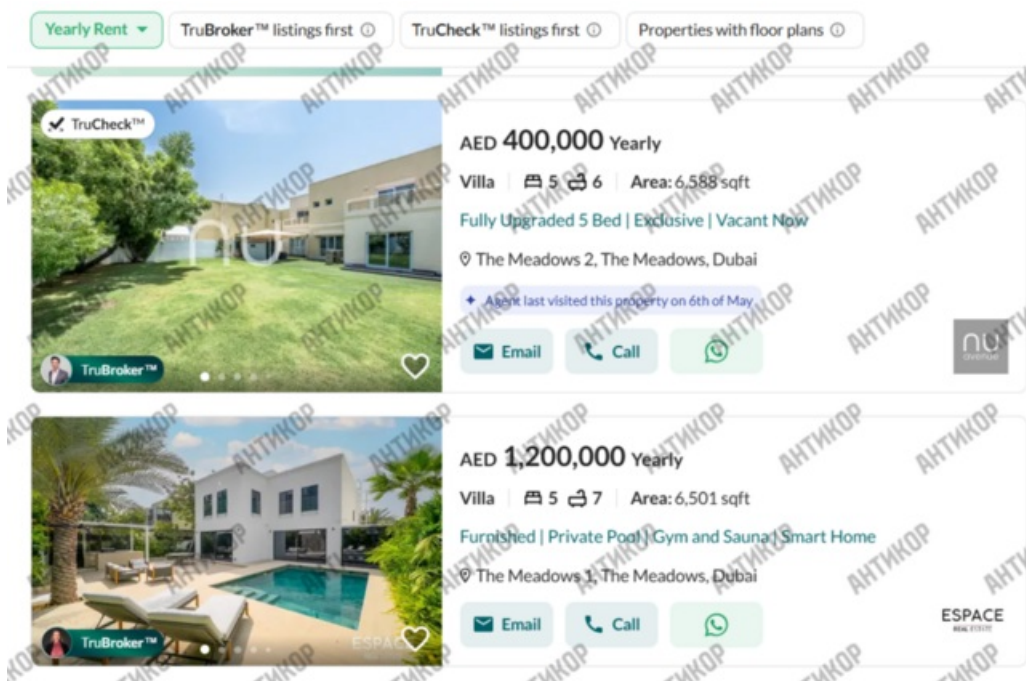 Yearly Rent
TruBroker™ listings first
TruCheck™ listings first
Properties with floor plans
TruCheck™
AED 400,000 Yearly
Villa 5 6 Area: 6,588 sqft
Fully Upgraded 5 Bed | Exclusive | Vacant Now
The Meadows 2, The Meadows, Dubai
Agent last visited this property on 6th of May
Email Call
nu
avenue
nu
TruBroker™
AED 1,200,000 Yearly
Villa 5 7 Area: 6,501 sqft
Furnished | Private Pool | Gym and Sauna | Smart Home
The Meadows 1, The Meadows, Dubai
Email Call
ESPACE
REAL ESTATE
TruBroker™
ESPACE
АНТИКОР